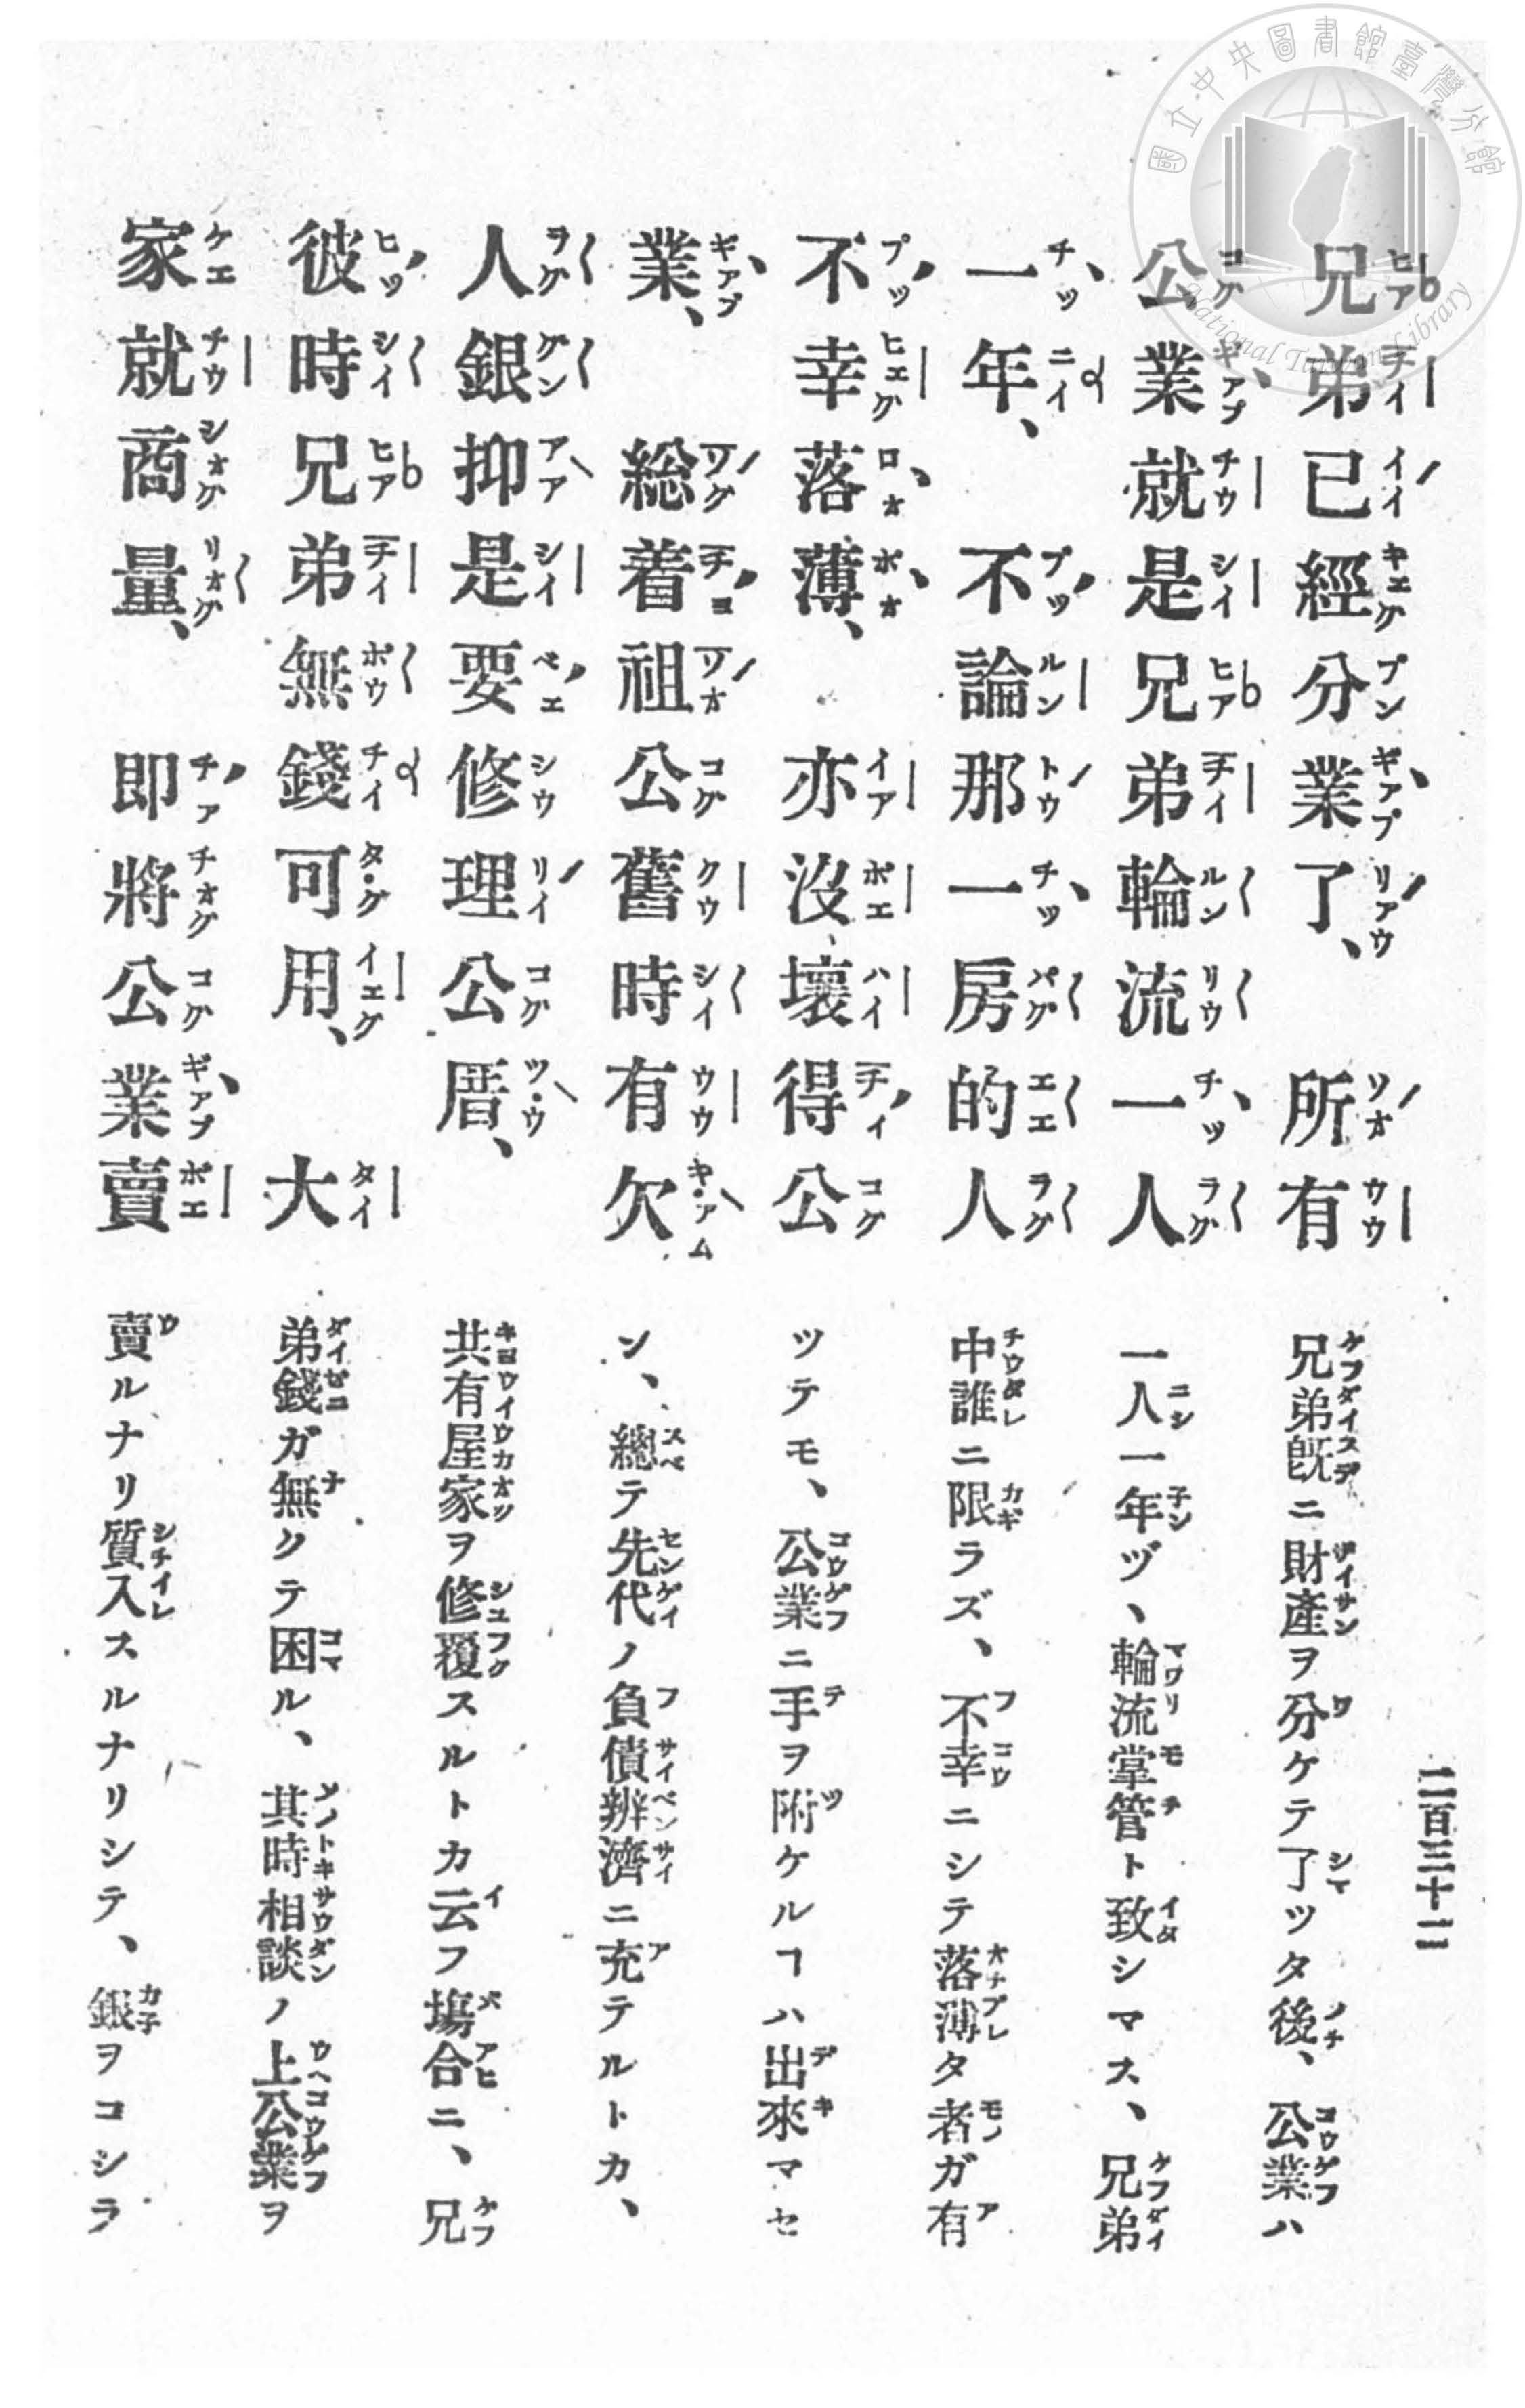 國立中央圖書館臺灣分館
National Taiwan Library
二百三十二
兄弟已經分業了、所有
公業就是兄弟輪流一人
一年、不論那一房的人
不幸落薄、亦沒壞得公
業、総着祖公舊時有欠
人銀抑是要修理公厝、
彼時兄弟無錢可用、大
家就商量、即將公業賣
兄弟既ニ財產ヲ分ケテ了ツタ後、公業ハ
一人一年ヅヽ輪流掌管ト致シマス、兄弟
中誰ニ限ラズ、不幸ニシテ落薄タ者ガ有
ツテモ、公業ニ手ヲ附ケルヿハ出來マセ
ン、總テ先代ノ負債辨濟ニ充テルトカ、
共有屋家ヲ修覆スルトカ云フ塲合ニ、兄
弟錢ガ無クテ困ル、其時相談ノ上公業ヲ
賣ルナリ質入スルナリシテ、銀ヲコシラ